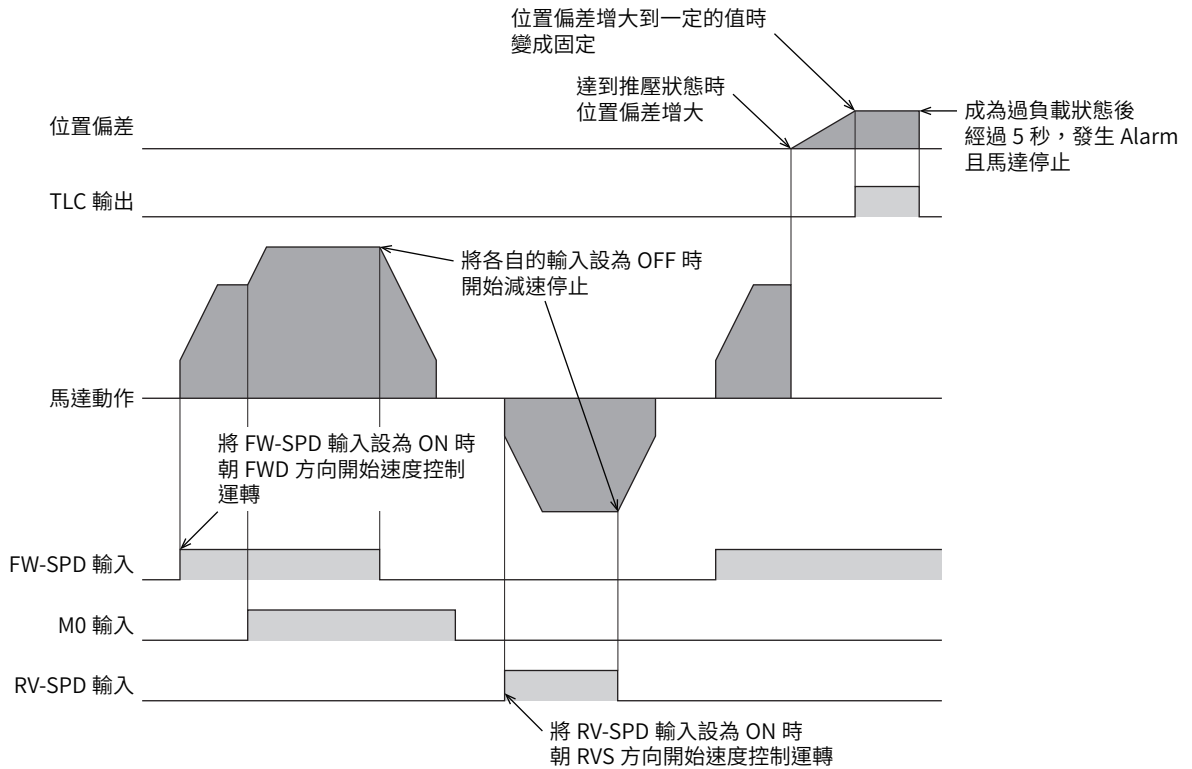 位置偏差增大到一定的值時
變成固定
達到推壓狀態時
位置偏差增大
成為過負載狀態後
經過 5 秒，發生 Alarm
且馬達停止
位置偏差
TLC 輸出
將各自的輸入設為 OFF 時
開始減速停止
馬達動作
將 FW-SPD 輸入設為 ON 時
朝 FWD 方向開始速度控制
運轉
FW-SPD 輸入
M0 輸入
RV-SPD 輸入
將 RV-SPD 輸入設為 ON 時
朝 RVS 方向開始速度控制運轉